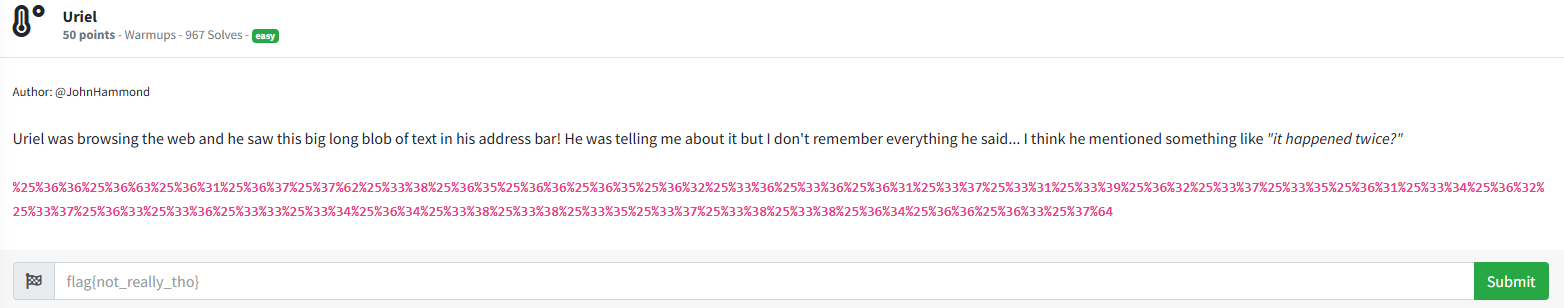 Uriel
50 points - Warmups - 967 Solves - easy
Author: @JohnHammond
Uriel was browsing the web and he saw this big long blob of text in his address bar! He was telling me about it but I don't remember everything he said... I think he mentioned something like "it happened twice?"
%25%36%36%25%36%63%25%36%31%25%36%37%25%37%62%25%33%38%25%36%35%25%36%36%25%36%35%25%36%32%25%33%36%25%33%36%25%36%31%25%33%37%25%33%31%25%33%39%25%36%32%25%33%37%25%33%35%25%36%31%25%33%34%25%36%32%
25%33%37%25%36%33%25%33%36%25%33%33%25%33%34%25%36%34%25%33%38%25%33%38%25%33%35%25%33%37%25%33%38%25%33%38%25%36%34%25%36%36%25%36%33%25%37%64
flag{not_really_tho}
Submit